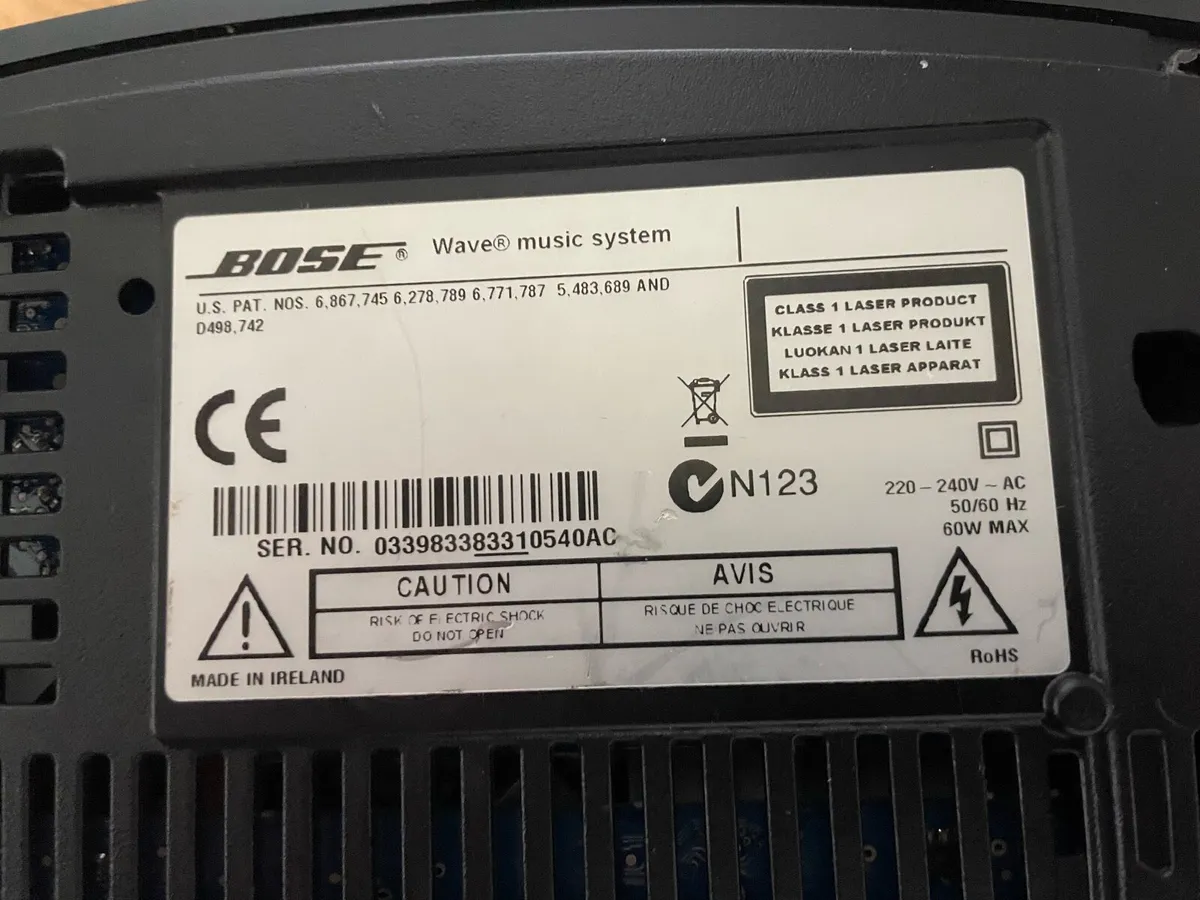 BOSE® Wave® music system
U.S. PAT. NOS. 6,867,745 6,278,789 6,771,787 5,483,689 AND
D498,742
CLASS 1 LASER PRODUCT
KLASSE 1 LASER PRODUKT
LUOKAN 1 LASER LAITE
KLASS 1 LASER APPARAT
CE
N123
220 – 240V ~ AC
50/60 Hz
60W MAX
SER. NO. 033983383310540AC
CAUTION
RISK OF ELECTRIC SHOCK
DO NOT OPEN
AVIS
RISQUE DE CHOC ELECTRIQUE
NE PAS OUVRIR
MADE IN IRELAND
RoHS